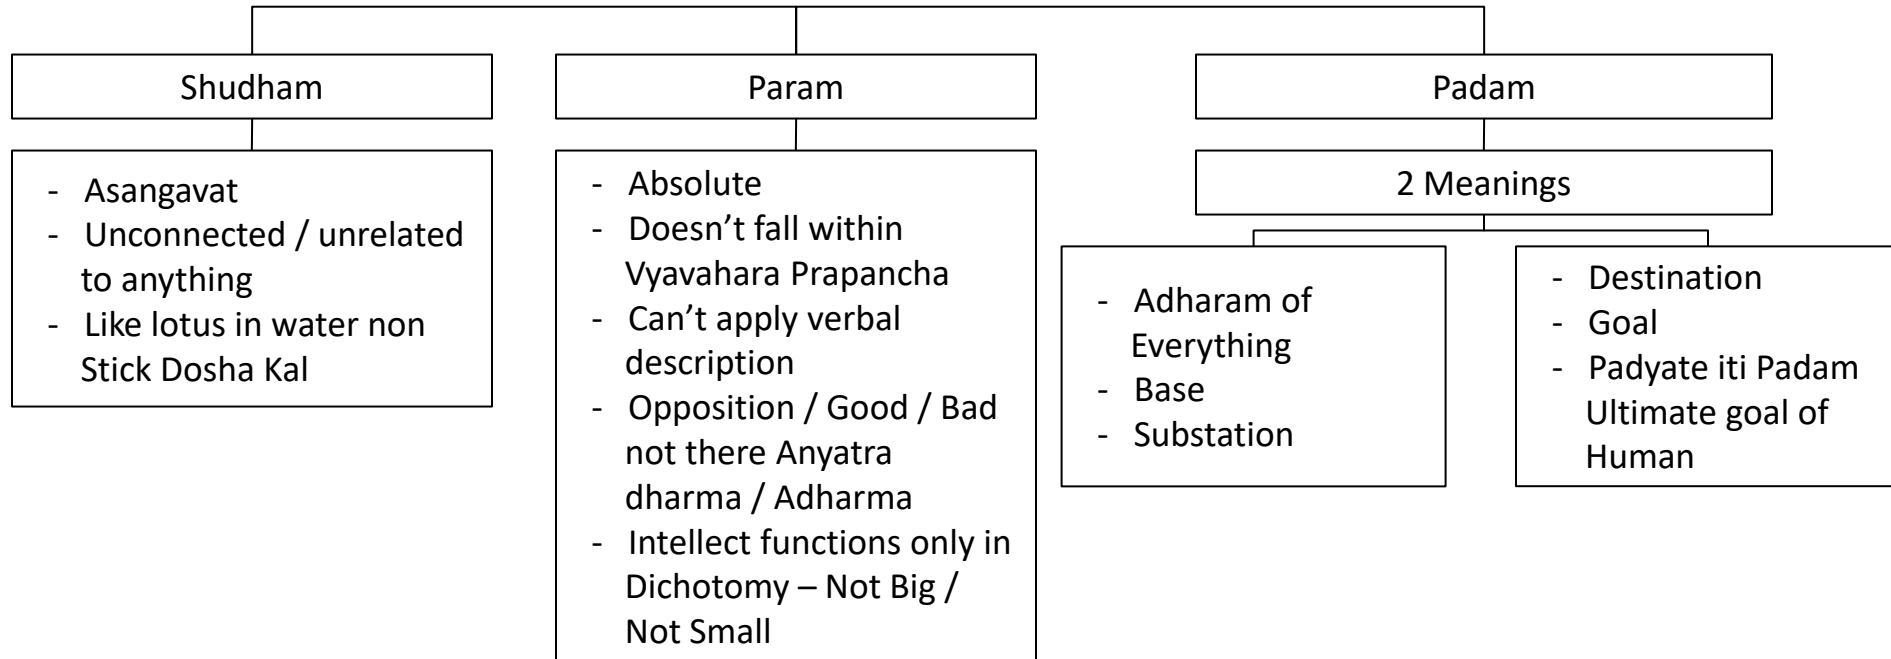 Shudham
- Asangavat
- Unconnected / unrelated
to anything
- Like lotus in water non
Stick Dosha Kal
Param
- Absolute
- Doesn’t fall within
Vyavahara Prapancha
- Can’t apply verbal
description
- Opposition / Good / Bad
not there Anyatra
dharma / Adharma
- Intellect functions only in
Dichotomy – Not Big /
Not Small
Padam
2 Meanings
- Adharam of
Everything
- Base
- Substation
- Destination
- Goal
- Padyate iti Padam
Ultimate goal of
Human